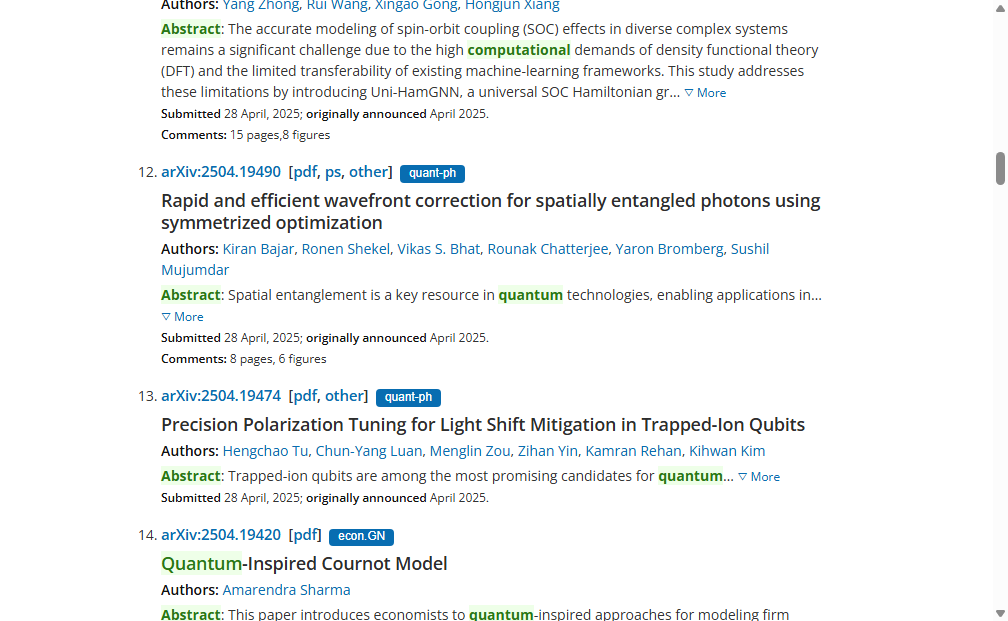 Authors: Yang Zhong, Rui Wang, Xingao Gong, Hongjun Xiang
Abstract: The accurate modeling of spin-orbit coupling (SOC) effects in diverse complex systems
remains a significant challenge due to the high computational demands of density functional theory
(DFT) and the limited transferability of existing machine-learning frameworks. This study addresses
these limitations by introducing Uni-HamGNN, a universal SOC Hamiltonian gr... ▽ More
Submitted 28 April, 2025; originally announced April 2025.
Comments: 15 pages,8 figures
12. arXiv:2504.19490 [pdf, ps, other] quant-ph
Rapid and efficient wavefront correction for spatially entangled photons using
symmetrized optimization
Authors: Kiran Bajar, Ronen Shekel, Vikas S. Bhat, Rounak Chatterjee, Yaron Bromberg, Sushil
Mujumdar
Abstract: Spatial entanglement is a key resource in quantum technologies, enabling applications in...
▽ More
Submitted 28 April, 2025; originally announced April 2025.
Comments: 8 pages, 6 figures
13. arXiv:2504.19474 [pdf, other] quant-ph
Precision Polarization Tuning for Light Shift Mitigation in Trapped-Ion Qubits
Authors: Hengchao Tu, Chun-Yang Luan, Menglin Zou, Zihan Yin, Kamran Rehan, Kihwan Kim
Abstract: Trapped-ion qubits are among the most promising candidates for quantum... ▽ More
Submitted 28 April, 2025; originally announced April 2025.
14. arXiv:2504.19420 [pdf] econ.GN
Quantum-Inspired Cournot Model
Authors: Amarendra Sharma
Abstract: This paper introduces economists to quantum-inspired approaches for modeling firm